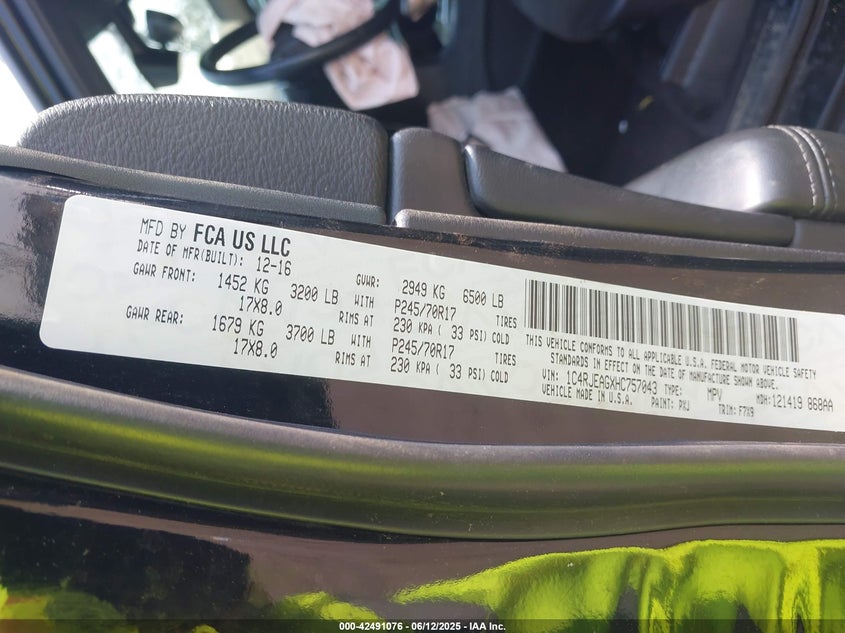 MFD BY FCA US LLC
DATE OF MFR(BUILT): 12-16 GVWR: 2949 KG 6500 LB
GAWR FRONT: 1452 KG 3200 LB WITH P245/70R17 TIRES
17X8.0 RIMS AT 230 KPA ( 33 PSI) COLD
GAWR REAR: 1679 KG 3700 LB WITH P245/70R17 TIRES
17X8.0 RIMS AT 230 KPA ( 33 PSI) COLD
THIS VEHICLE CONFORMS TO ALL APPLICABLE U.S.A. FEDERAL MOTOR VEHICLE SAFETY
STANDARDS IN EFFECT ON THE DATE OF MANUFACTURE SHOWN ABOVE.
VIN: 1C4RJEAGXHC757043 TYPE: MPV MDH: 121419 868AA
VEHICLE MADE IN U.S.A. PAINT: PXJ TRIM: F7X9
000-42491076 - 06/12/2025 - IAA Inc.